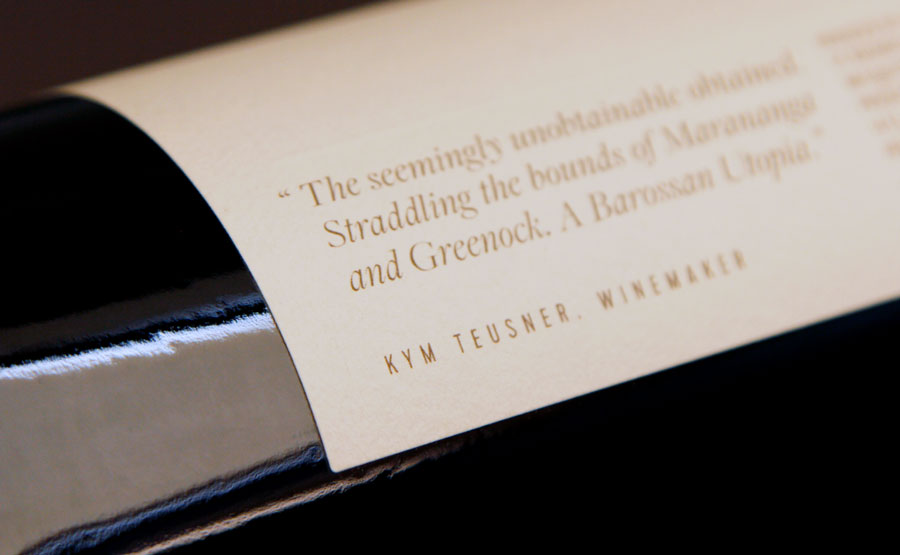 “ The seemingly unobtainable obtained
Straddling the bounds of Marananga
and Greenock. A Barossan Utopia.”
KYM TEUSNER. WINEMAKER